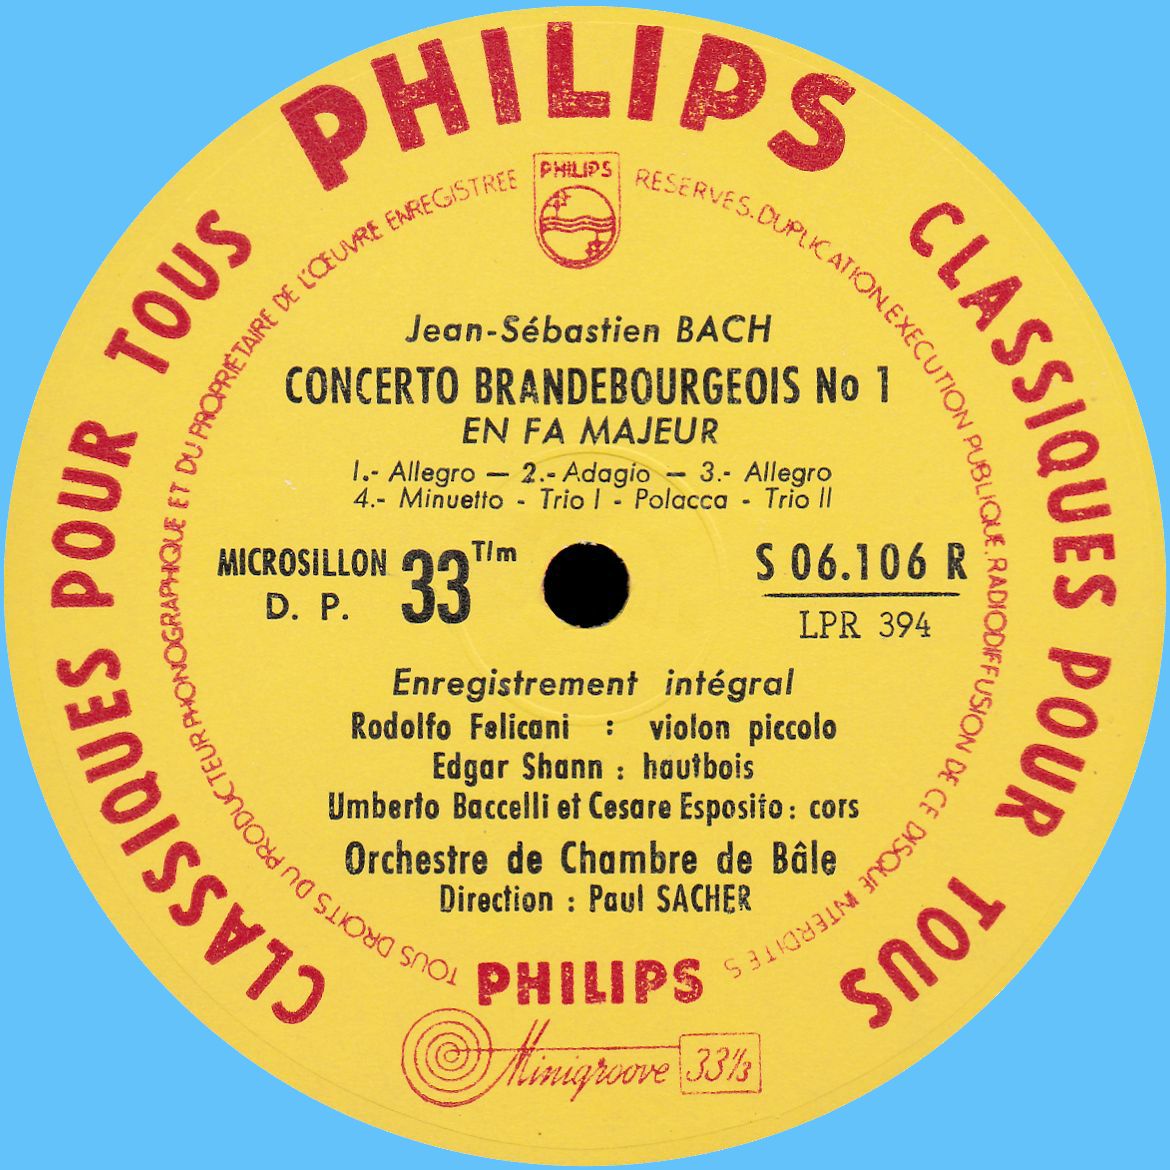 PHILIPS
CLASSIQUES POUR TOUS
CLASSIQUES POUR TOUS
TOUS DROITS DU PRODUCTEUR PHONOGRAPHIQUE ET DU PROPRIÉTAIRE DE L'ŒUVRE ENREGISTREE
RESERVES. DUPLICATION. EXECUTION PUBLIQUE. RADIODIFFUSION DE CE DISQUE INTERDITES
PHILIPS
Jean-Sébastien BACH
CONCERTO BRANDEBOURGEOIS No 1
EN FA MAJEUR
1.- Allegro — 2.- Adagio — 3.- Allegro
4.- Minuetto - Trio I - Polacca - Trio II
MICROSILLON 33 T/m
D. P.
S 06.106 R
LPR 394
Enregistrement intégral
Rodolfo Felicani : violon piccolo
Edgar Shann : hautbois
Umberto Baccelli et Cesare Esposito : cors
Orchestre de Chambre de Bâle
Direction : Paul SACHER
PHILIPS
Minigroove 33 1/3